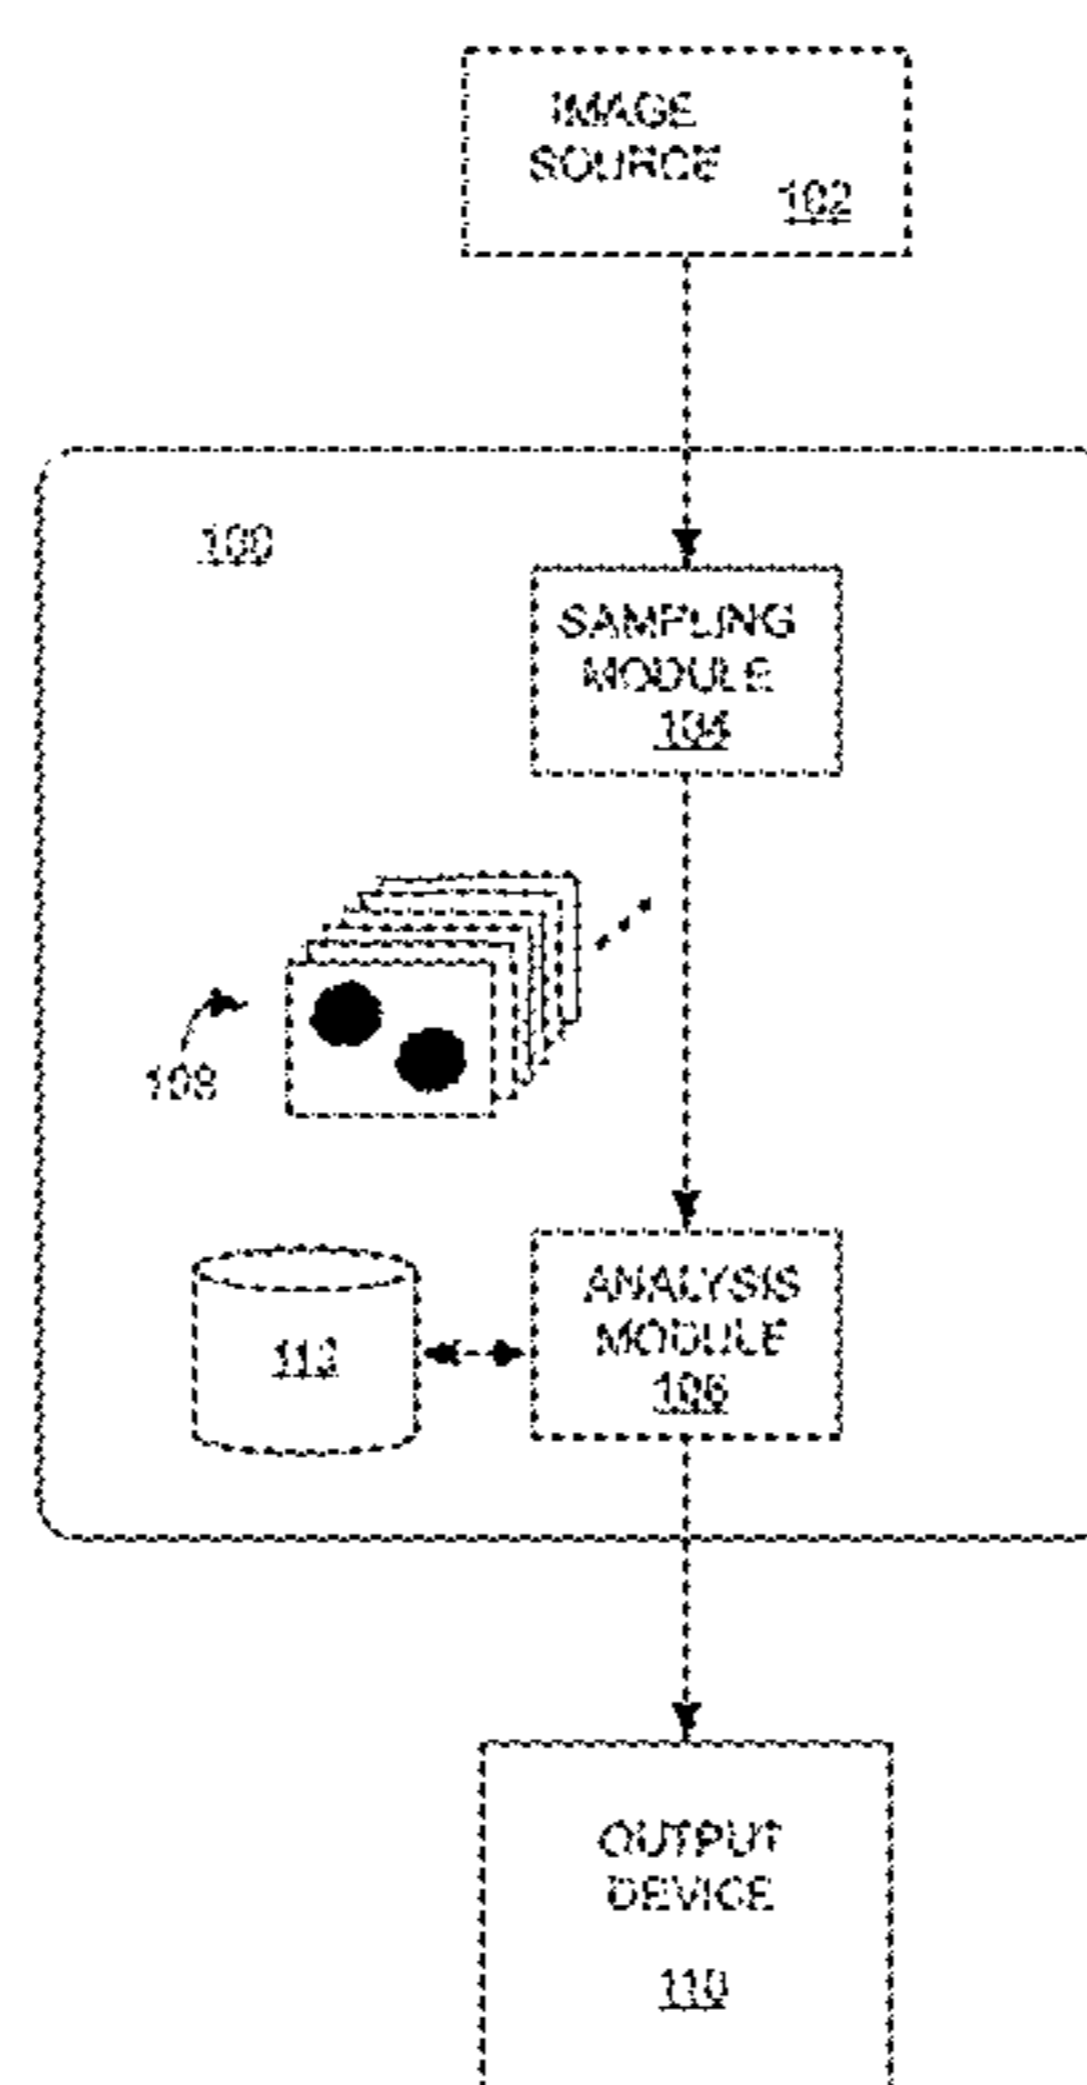 IMAGE
SOURCE
102
100
SAMPLING
MODULE
104
108
112
ANALYSIS
MODULE
106
OUTPUT
DEVICE
110